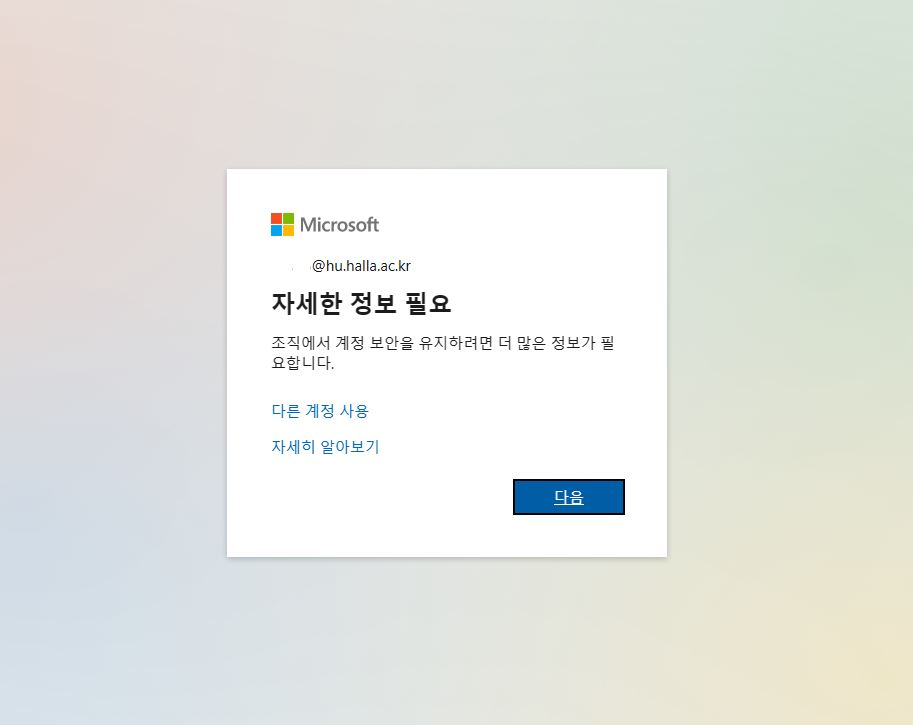 Microsoft
@hu.halla.ac.kr
자세한 정보 필요
조직에서 계정 보안을 유지하려면 더 많은 정보가 필
요합니다.
다른 계정 사용
자세히 알아보기
다음